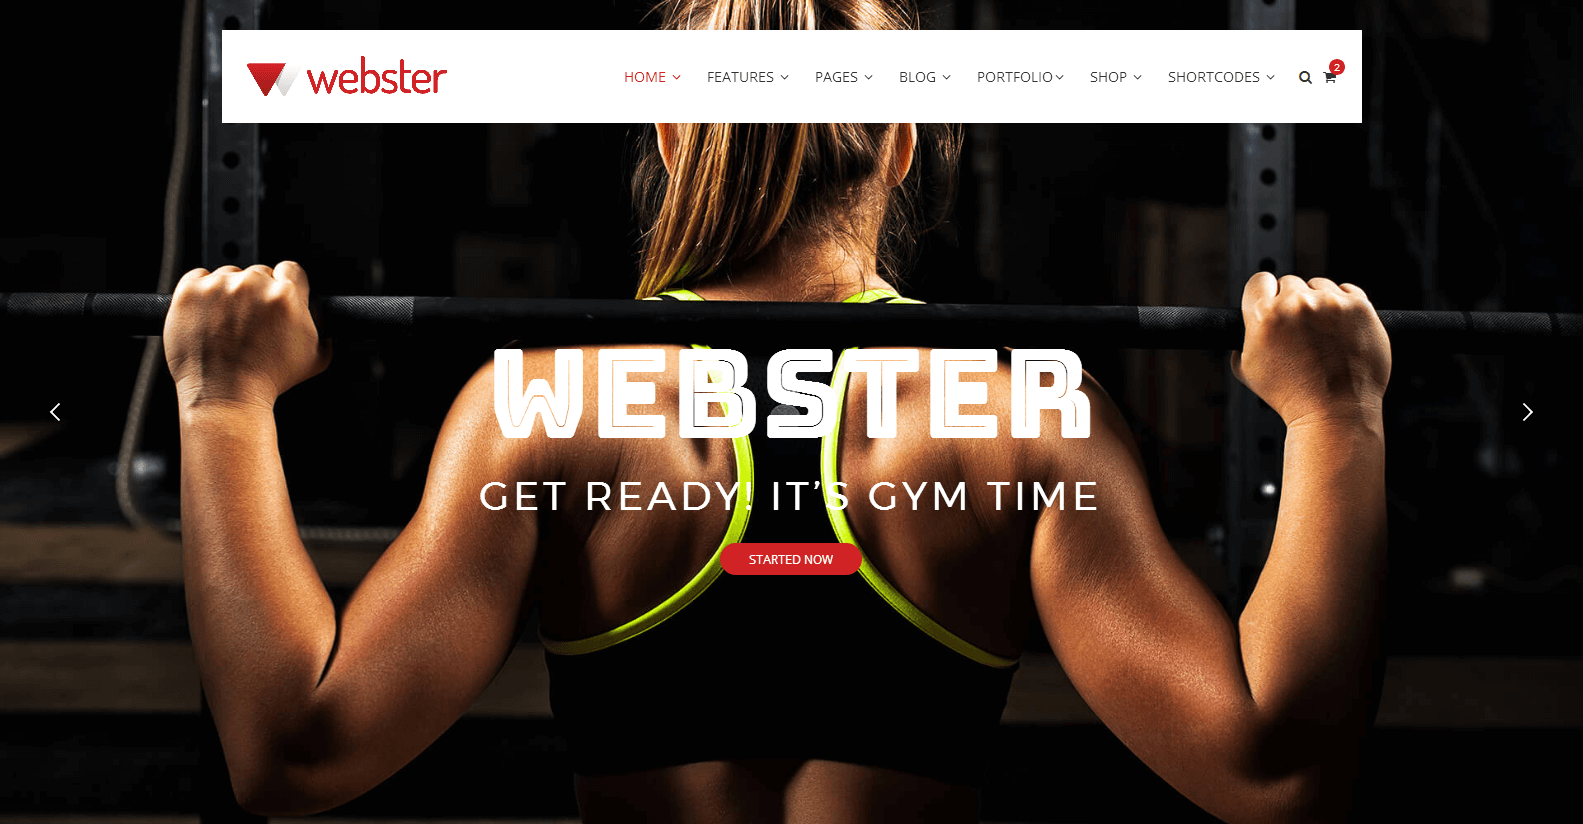 webster
HOME FEATURES PAGES BLOG PORTFOLIO SHOP SHORTCODES 2
WEBSTER
GET READY! IT'S GYM TIME
STARTED NOW